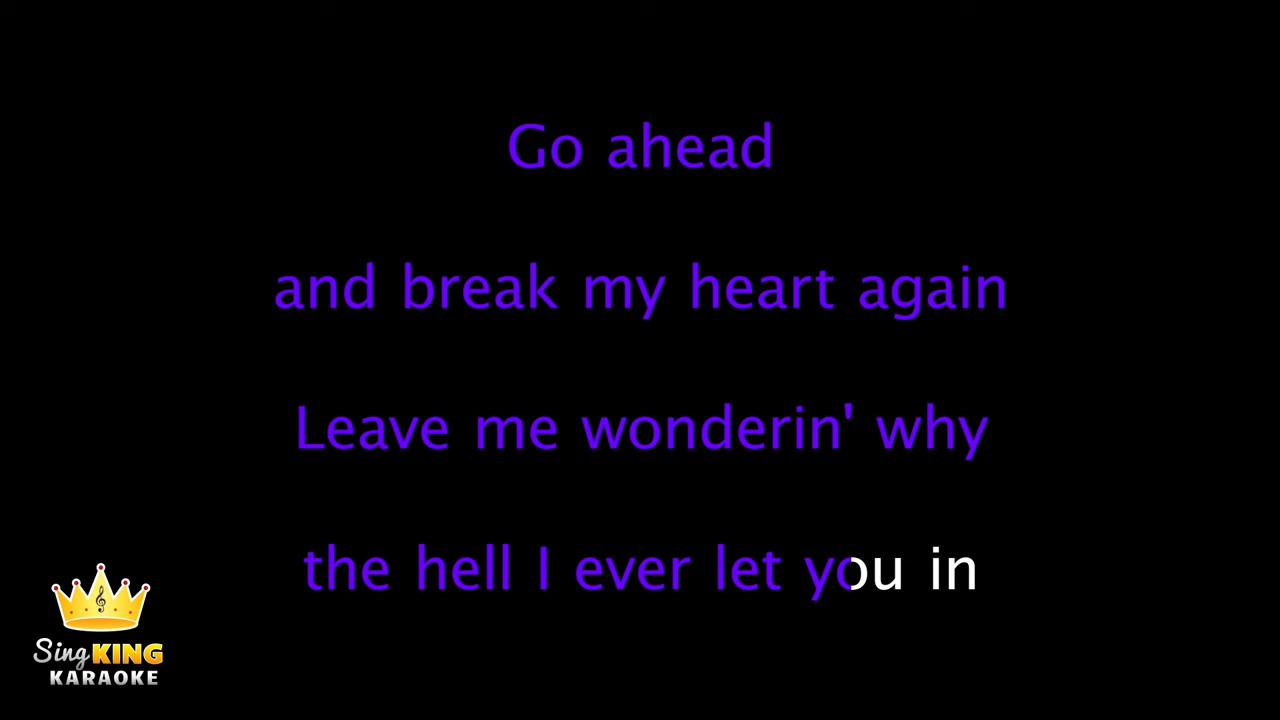 Go ahead
and break my heart again
Leave me wonderin' why
the hell I ever let you in
Sing KING
KARAOKE